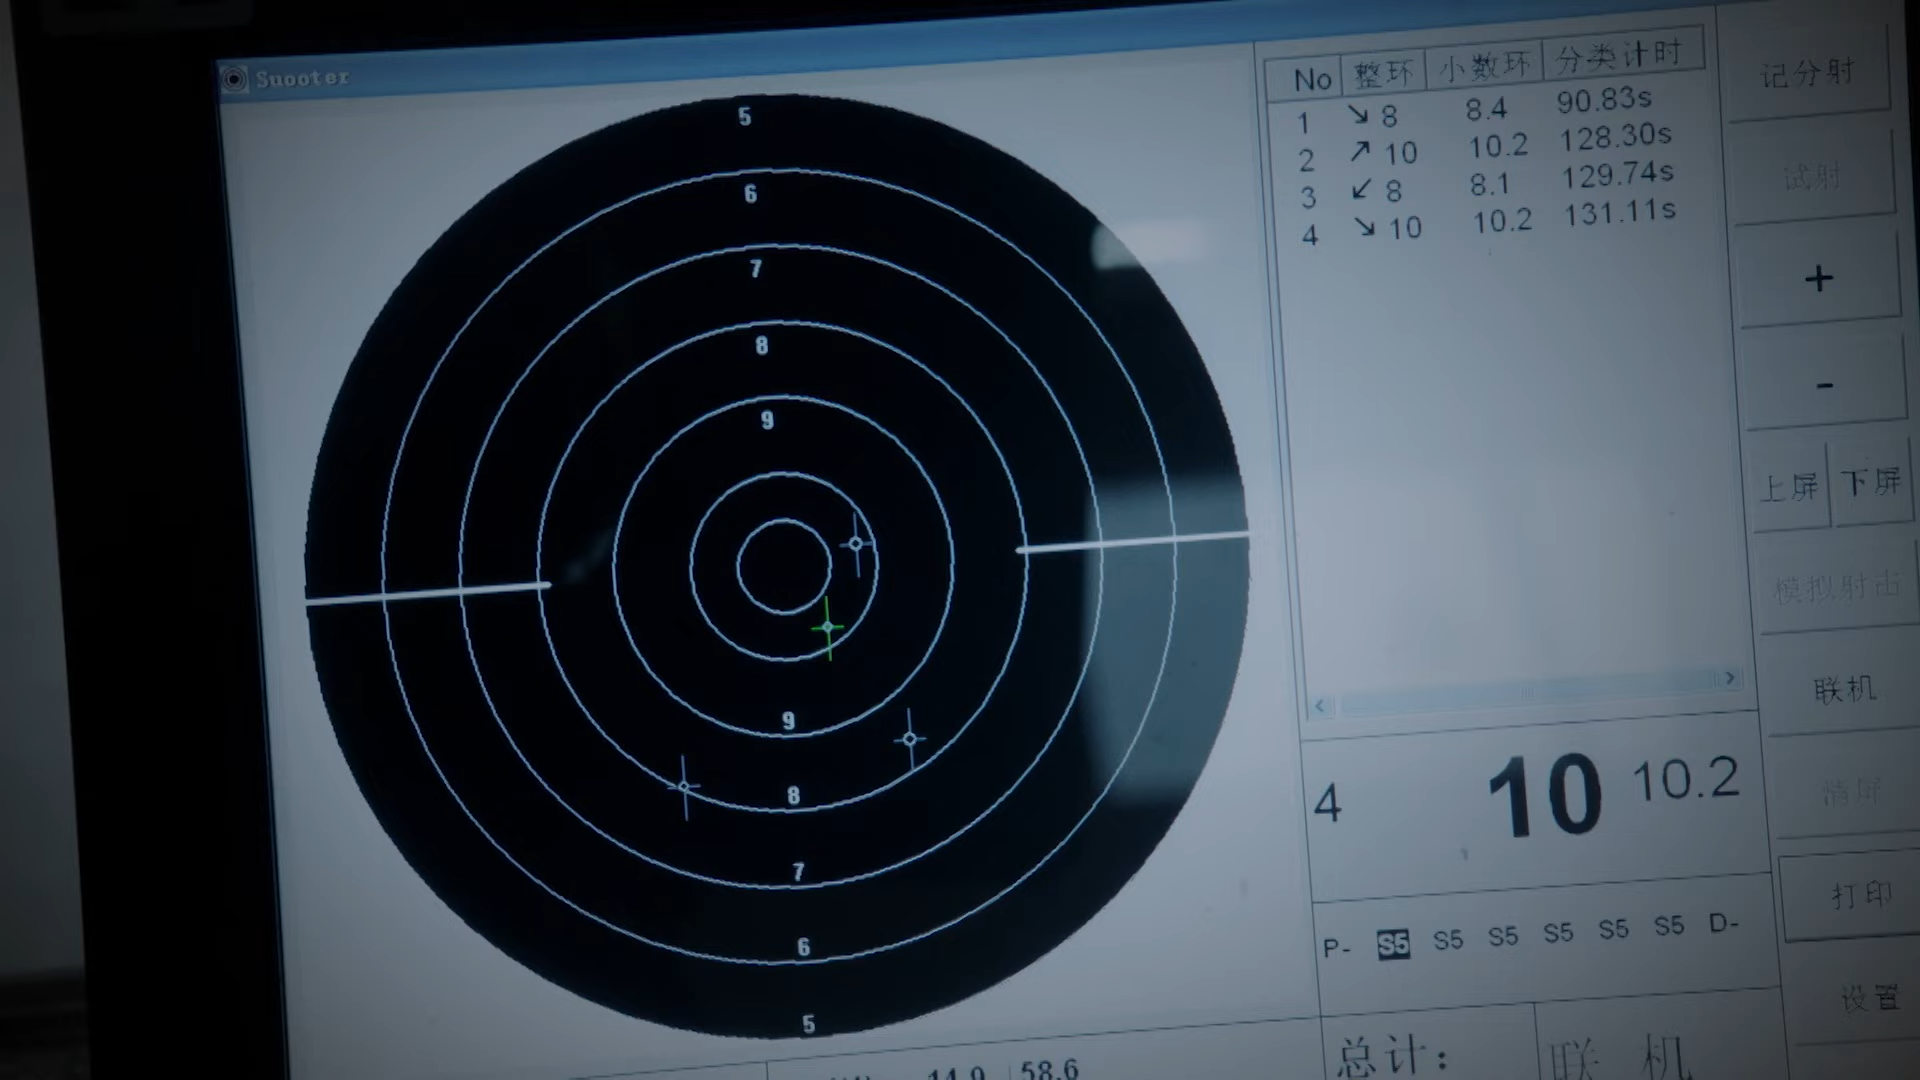 Suooter
5
6
7
8
9
9
8
7
6
5
No 整环 小数环 分类计时
1 ↘ 8 8.4 90.83s
2 ↗ 10 10.2 128.30s
3 ↙ 8 8.1 129.74s
4 ↘ 10 10.2 131.11s
4 10 10.2
P- S5 S5 S5 S5 S5 S5 D-
总计: 联 机
14.9 58.6
记分射
试射
+
-
上屏 下屏
模拟射击
联机
清屏
打印
设置